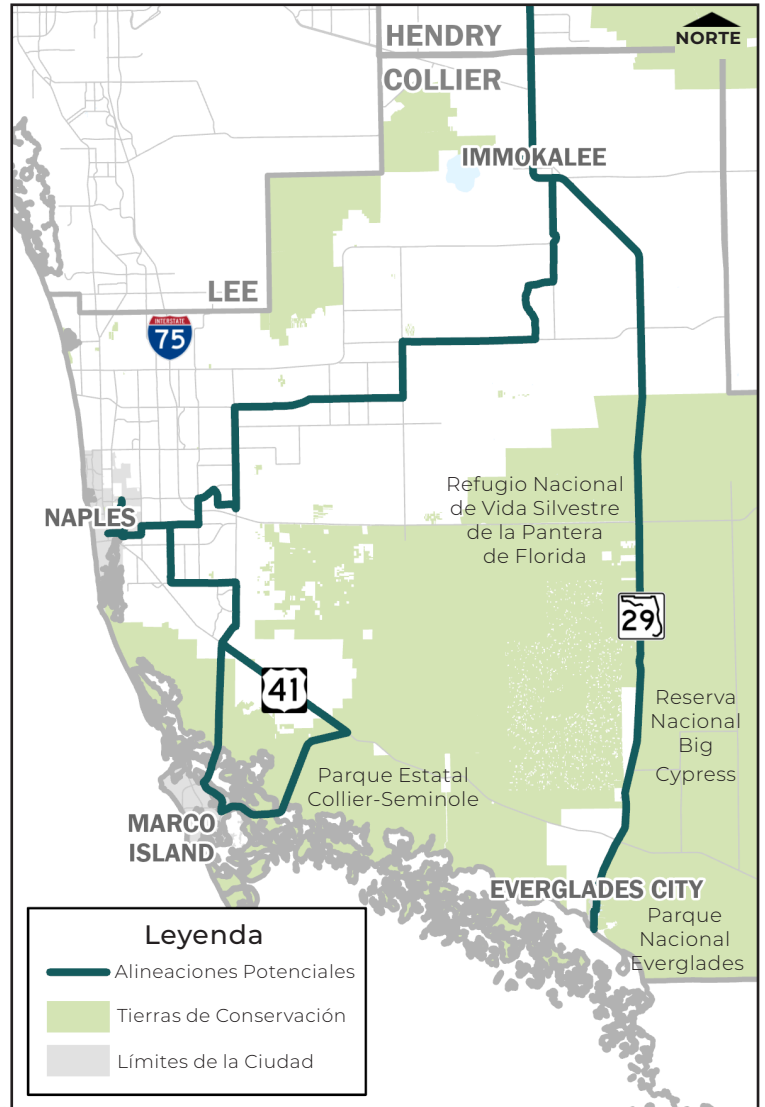 HENDRY
NORTE
COLLIER
IMMOKALEE
LEE
INTERSTATE
75
Refugio Nacional
de Vida Silvestre
de la Pantera
de Florida
NAPLES
29
41
Reserva
Nacional
Big
Cypress
Parque Estatal
Collier-Seminole
MARCO
ISLAND
EVERGLADES CITY
Parque
Nacional
Everglades
Leyenda
Alineaciones Potenciales
Tierras de Conservación
Límites de la Ciudad